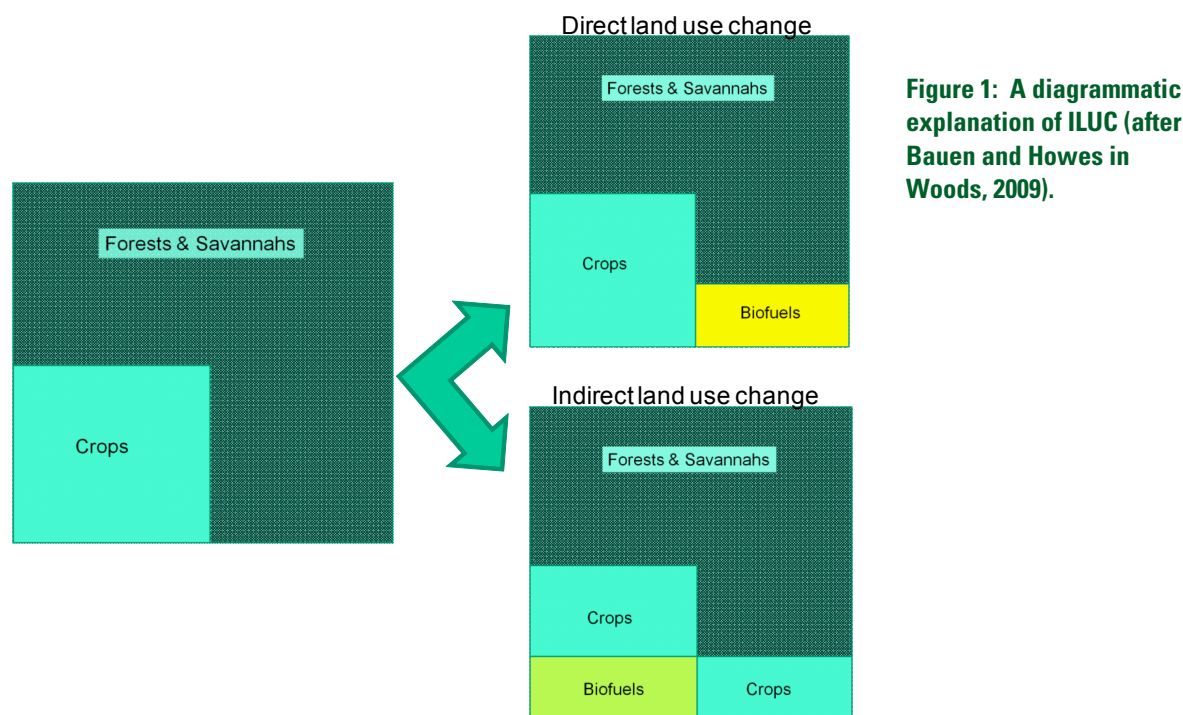 Direct land use change
Forests & Savannahs
Crops
Biofuels
Figure 1: A diagrammatic
explanation of ILUC (after
Bauen and Howes in
Woods, 2009).
Forests & Savannahs
Crops
Indirect land use change
Forests & Savannahs
Crops
Biofuels
Crops